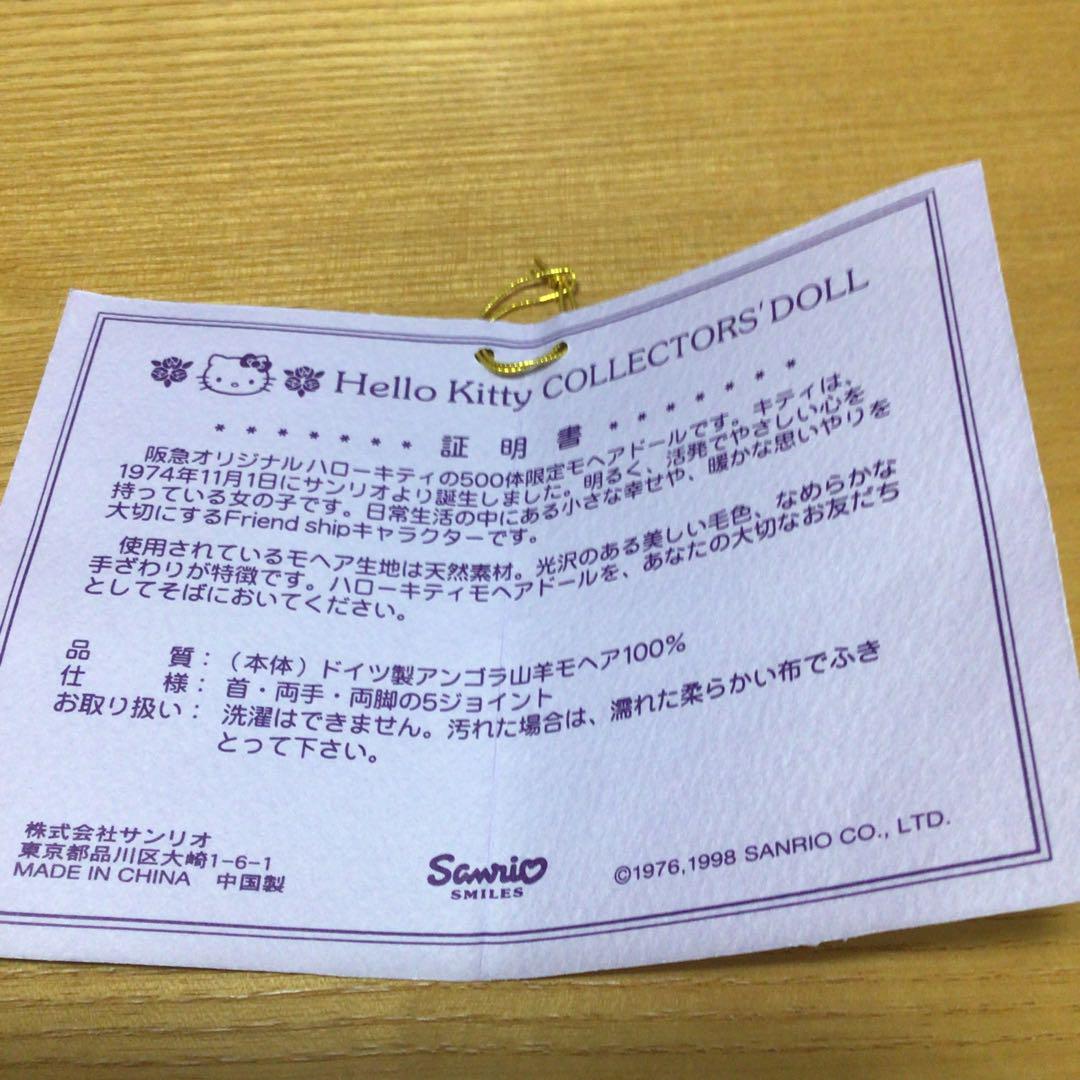 Hello Kitty COLLECTORS' DOLL
* * * * * * * 証 明 書 * * * * * * *
阪急オリジナルハローキティの500体限定モヘアドールです。キティは、
1974年11月1日にサンリオより誕生しました。明るく、活発でやさしい心を
持っている女の子です。日常生活の中にある小さな幸せや、暖かな思いやりを
大切にするFriend shipキャラクターです。
使用されているモヘア生地は天然素材。光沢のある美しい毛色、なめらかな
手ざわりが特徴です。ハローキティモヘアドールを、あなたの大切なお友だち
としてそばにおいてください。
品 質：（本体）ドイツ製アンゴラ山羊モヘア100%
仕 様：首・両手・両脚の5ジョイント
お取り扱い：洗濯はできません。汚れた場合は、濡れた柔らかい布でふき
とって下さい。
株式会社サンリオ
東京都品川区大崎1-6-1
MADE IN CHINA 中国製
Sanrio
SMILES
©1976,1998 SANRIO CO., LTD.